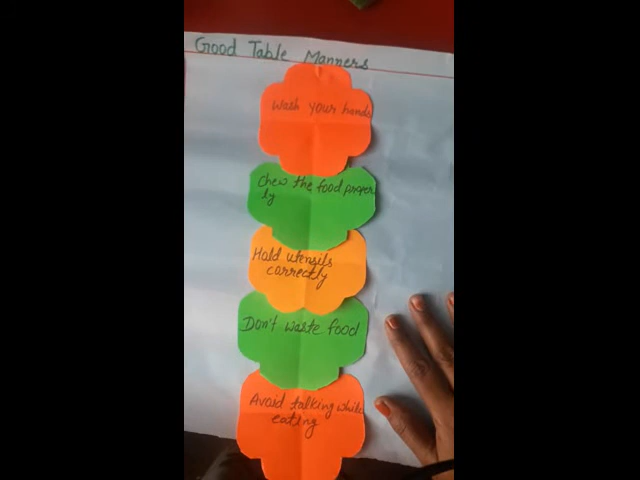 Good Table Manners
Wash your hands
Chew the food proper
ly
Hold utensils
correctly
Don't waste food
Avoid talking while
eating